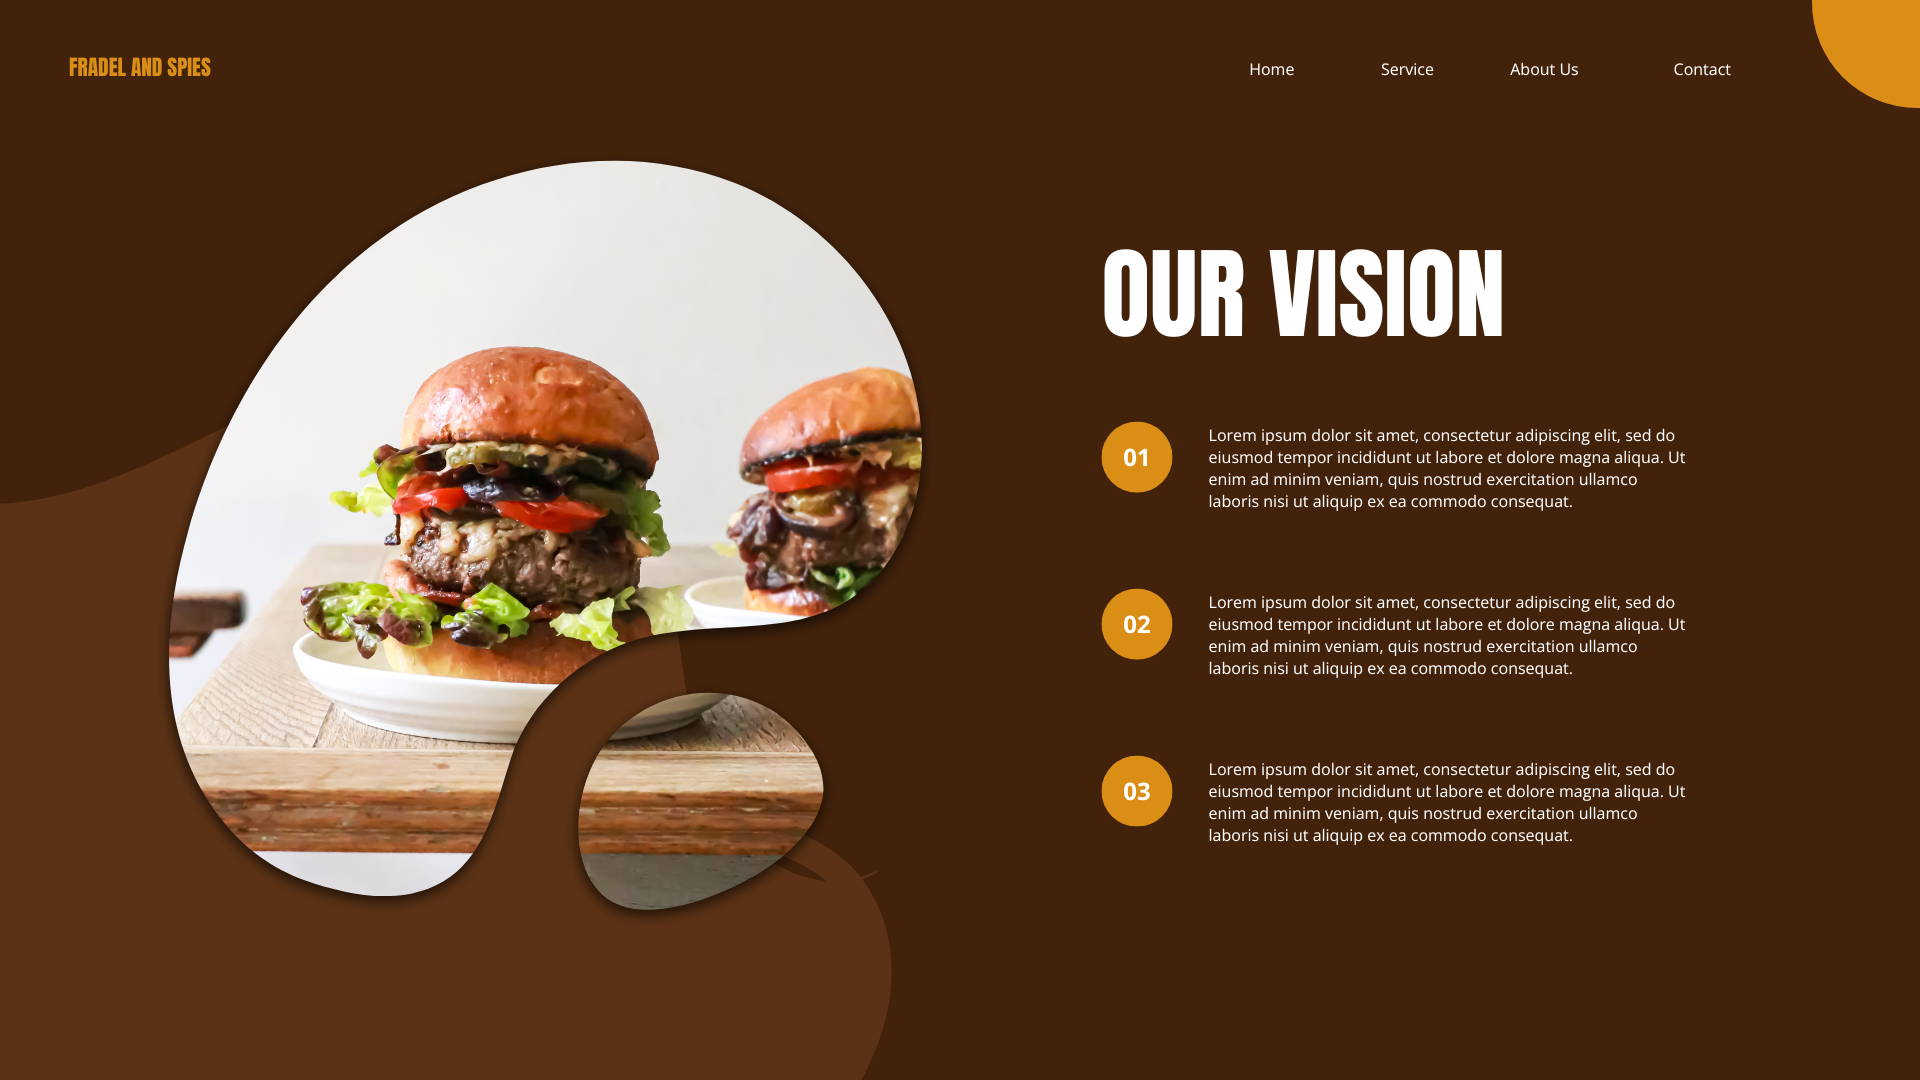 FRADEL AND SPIES
Home
Service
About Us
Contact
OUR VISION
01
Lorem ipsum dolor sit amet, consectetur adipiscing elit, sed do
eiusmod tempor incididunt ut labore et dolore magna aliqua. Ut
enim ad minim veniam, quis nostrud exercitation ullamco
laboris nisi ut aliquip ex ea commodo consequat.
02
Lorem ipsum dolor sit amet, consectetur adipiscing elit, sed do
eiusmod tempor incididunt ut labore et dolore magna aliqua. Ut
enim ad minim veniam, quis nostrud exercitation ullamco
laboris nisi ut aliquip ex ea commodo consequat.
03
Lorem ipsum dolor sit amet, consectetur adipiscing elit, sed do
eiusmod tempor incididunt ut labore et dolore magna aliqua. Ut
enim ad minim veniam, quis nostrud exercitation ullamco
laboris nisi ut aliquip ex ea commodo consequat.